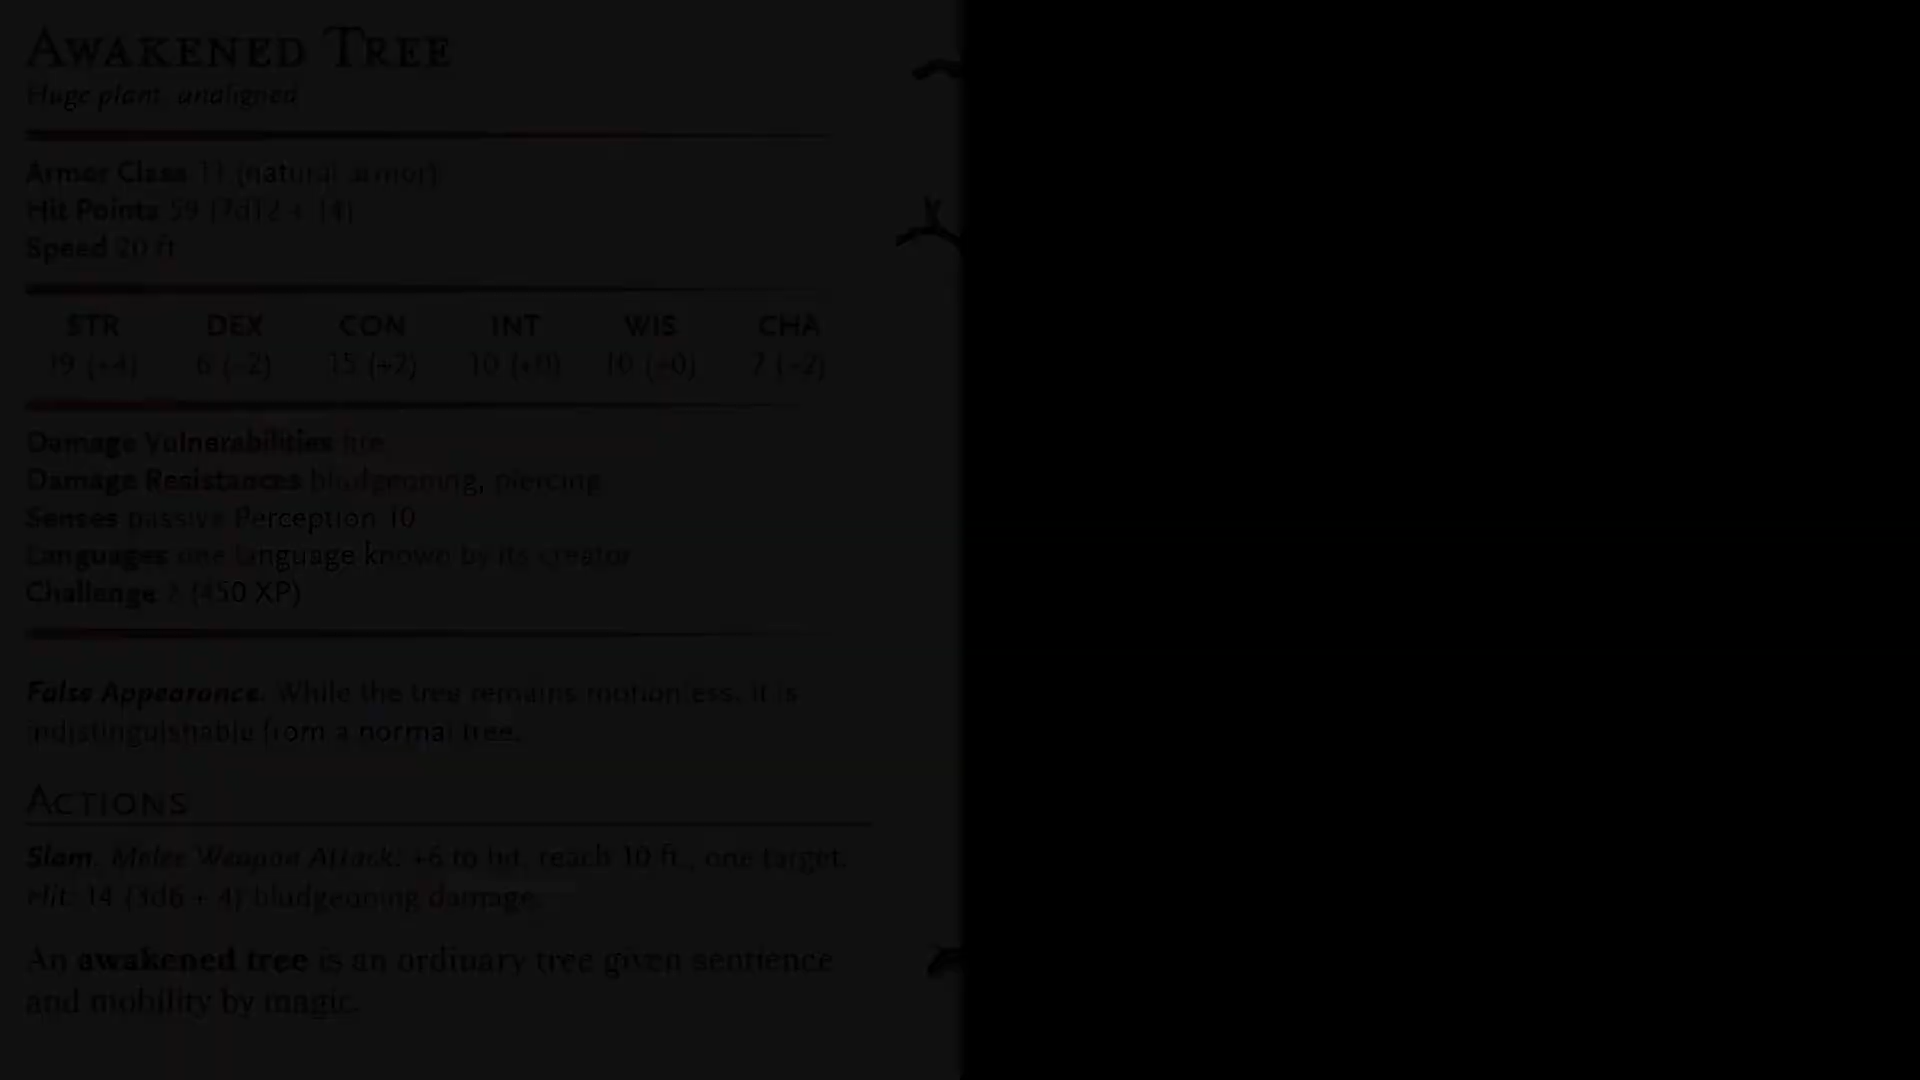 Awakened Tree
Huge plant, unaligned
Armor Class 11 (natural armor)
Hit Points 59 (7d12 + 14)
Speed 20 ft
STR DEX CON INT WIS CHA
19 (+4) 6 (-2) 15 (+2) 10 (+0) 10 (+0) 7 (-2)
Damage Vulnerabilities fire
Damage Resistances bludgeoning, piercing
Senses passive Perception 10
Languages one language known by its creator
Challenge 2 (450 XP)
False Appearance. While the tree remains motionless, it is
indistinguishable from a normal tree.
Actions
Slam. Melee Weapon Attack: +6 to hit, reach 10 ft., one target.
Hit: 14 (3d6 + 4) bludgeoning damage.
An awakened tree is an ordinary tree given sentience
and mobility by magic.